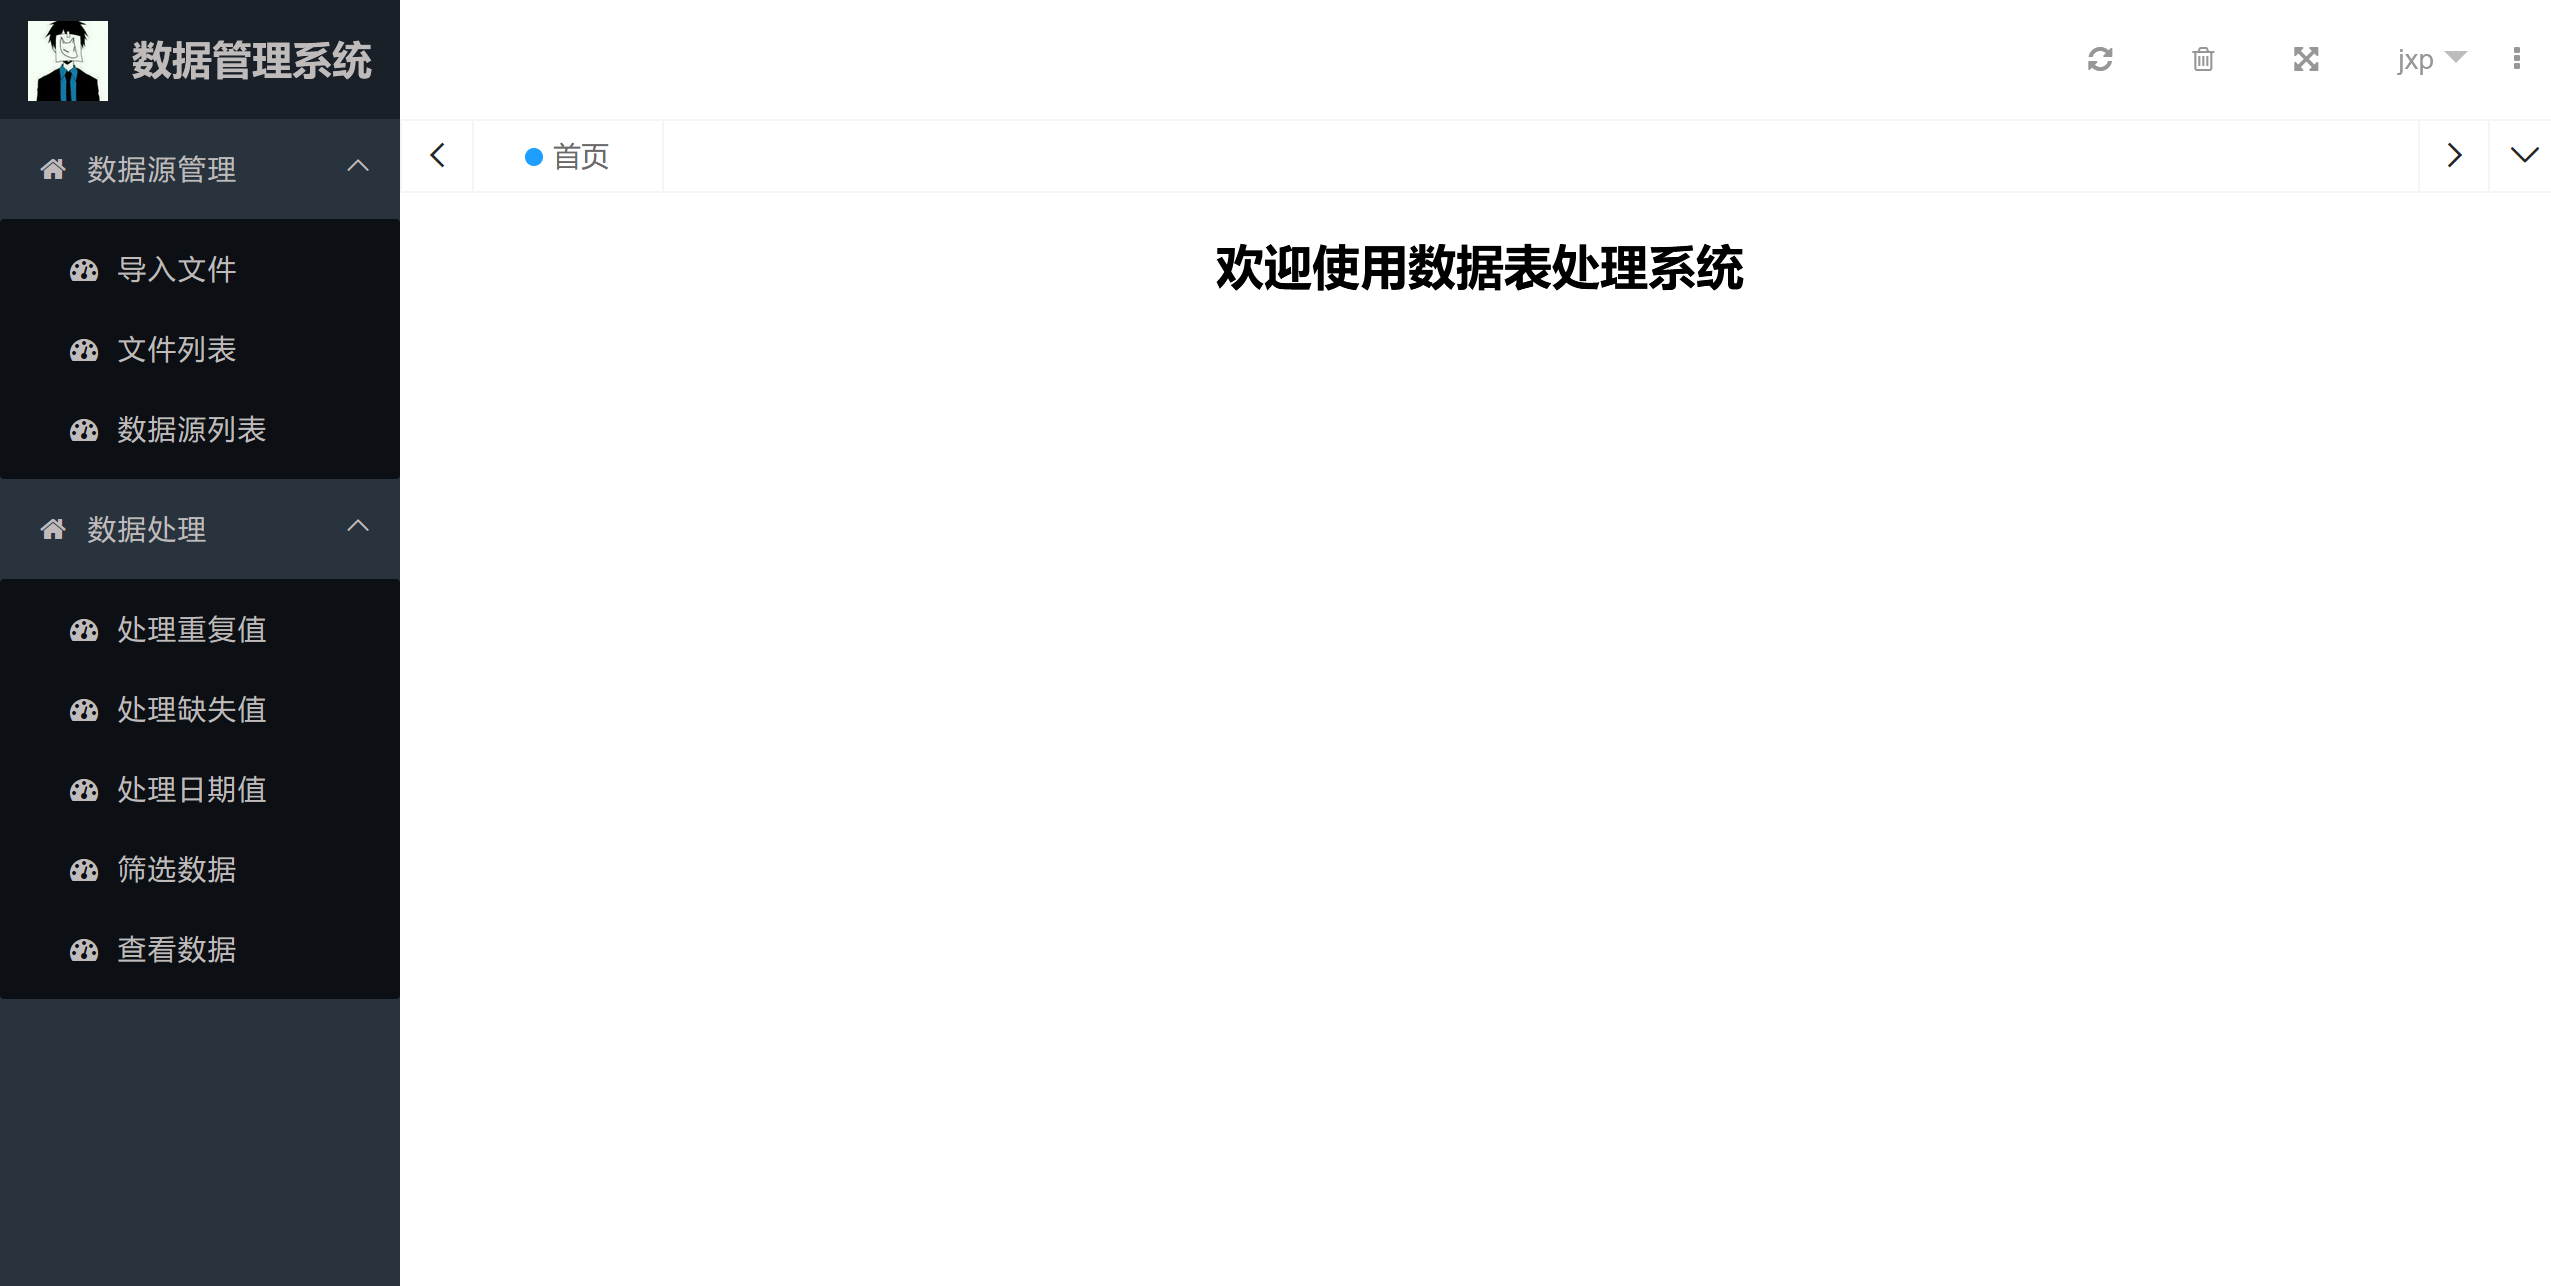 数据管理系统
jxp
数据源管理
首页
欢迎使用数据表处理系统
导入文件
文件列表
数据源列表
数据处理
处理重复值
处理缺失值
处理日期值
筛选数据
查看数据